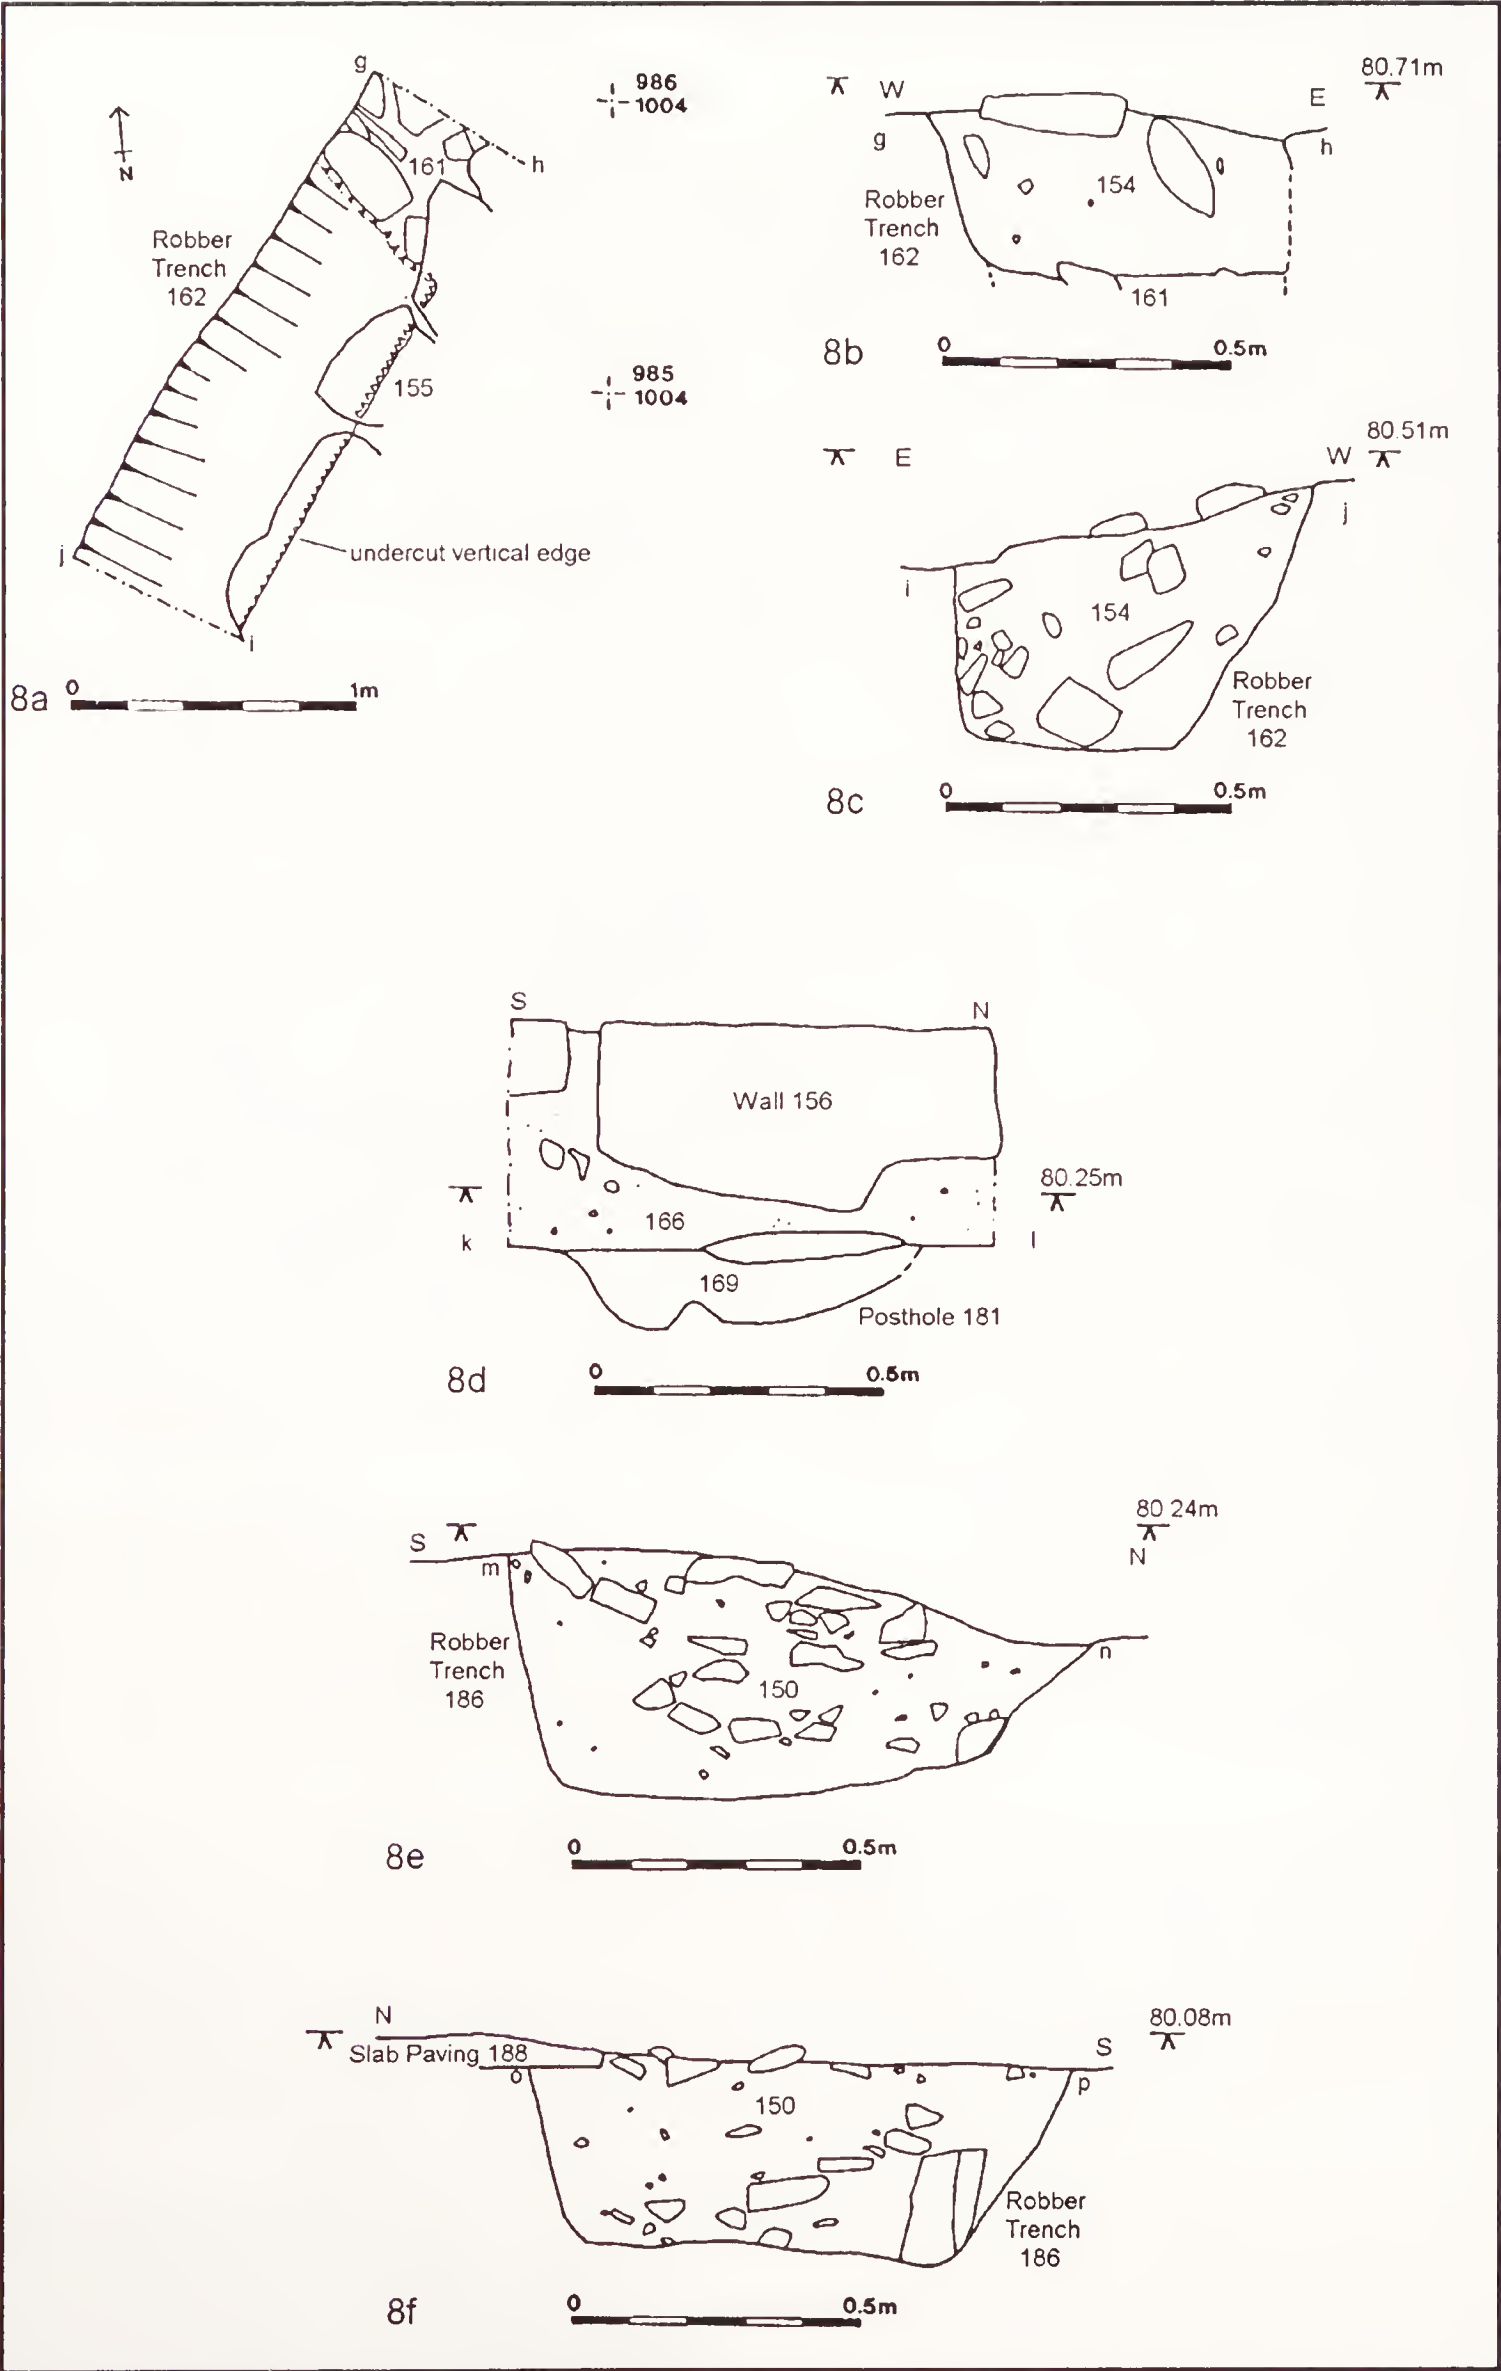 g
986
1004
N
h
161
Robber
Trench
162
155
985
1004
undercut vertical edge
j
i
8a
0 1m
W
80.71m
E
g
h
154
Robber
Trench
162
161
8b
0 0.5m
80.51m
E
W
j
i
154
Robber
Trench
162
8c
0 0.5m
S
N
Wall 156
80.25m
166
k
l
169
Posthole 181
8d
0 0.5m
80 24m
S
N
m
Robber
Trench
186
n
150
8e
0 0.5m
N
80.08m
S
Slab Paving 188
o
p
150
Robber
Trench
186
8f
0 0.5m